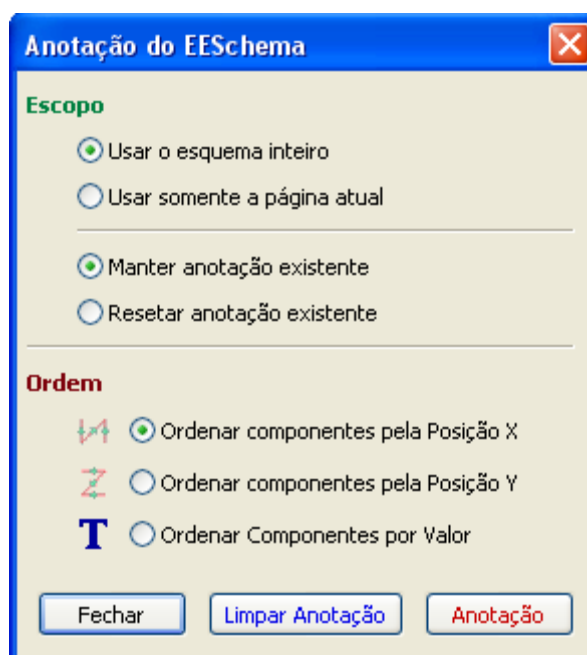 Anotação do EESchema
Escopo
Usar o esquema inteiro
Usar somente a página atual
Manter anotação existente
Resetar anotação existente
Ordem
Ordenar componentes pela Posição X
Ordenar componentes pela Posição Y
T Ordenar Componentes por Valor
Fechar Limpar Anotação Anotação